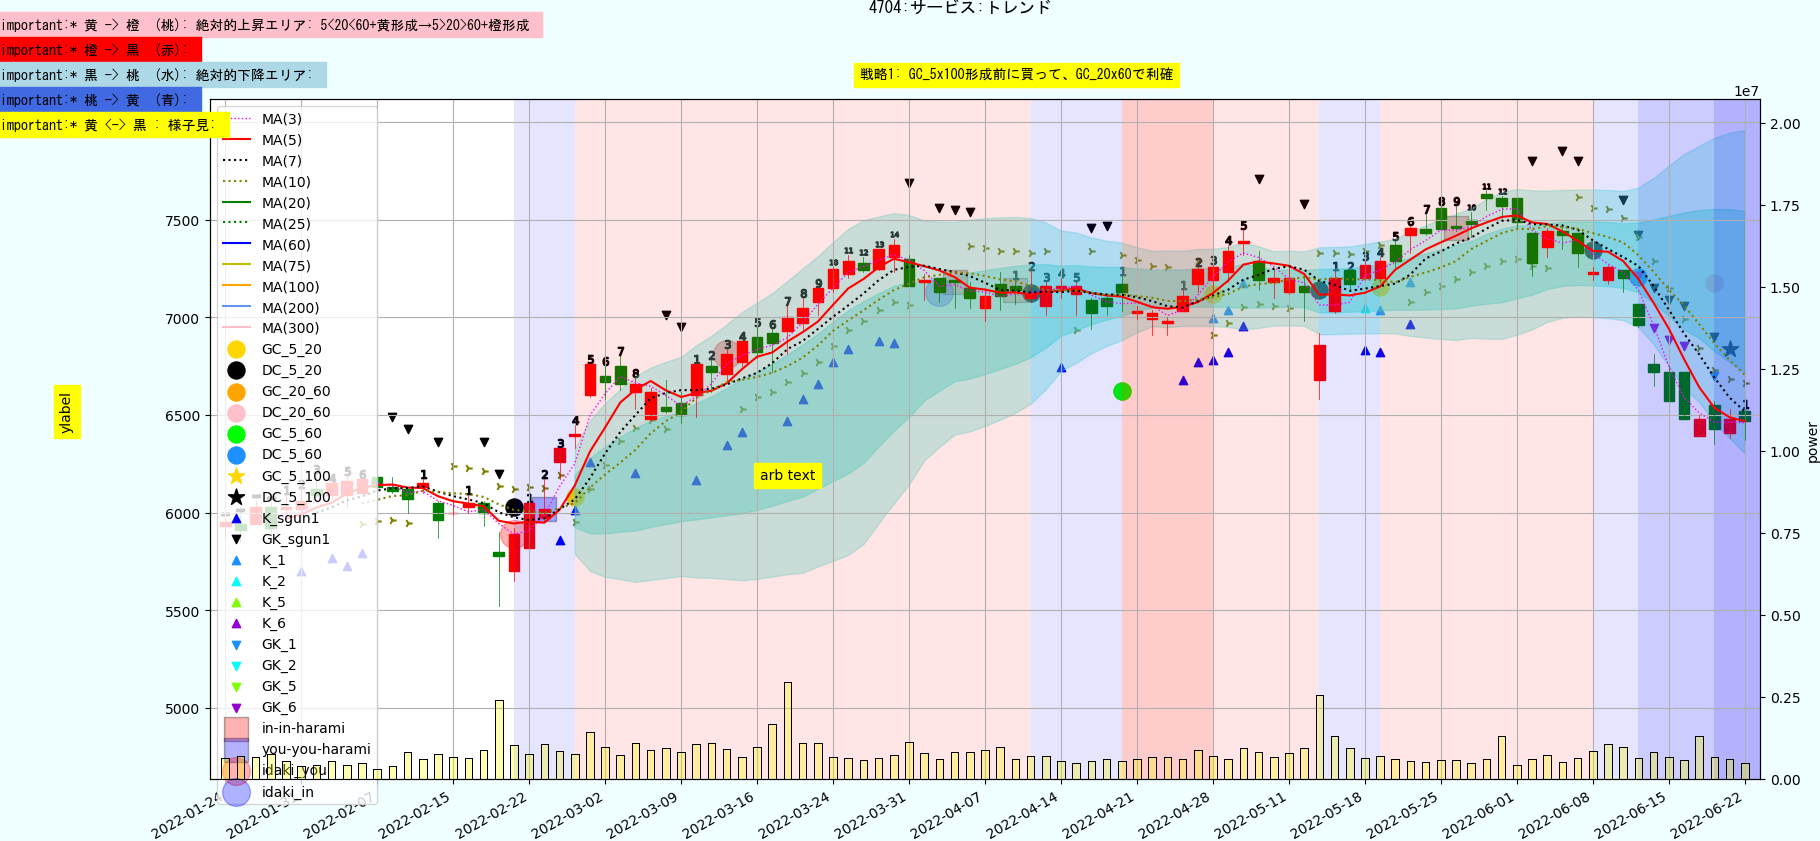 4704:サービス:トレンド
important:* 黄 -> 橙 (桃): 絶対的上昇エリア: 5<20<60+黄形成→5>20>60+橙形成
important:* 橙 -> 黒 (赤):
important:* 黒 -> 桃 (水): 絶対的下降エリア:
戦略1: GC_5x100形成前に買って、GC_20x60で利確
important:* 桃 -> 黄 (青):
important:* 黄 <-> 黒 : 様子見:
1e7
MA(3)
MA(5)
MA(7)
MA(10)
MA(20)
MA(25)
MA(60)
MA(75)
MA(100)
MA(200)
MA(300)
GC_5_20
DC_5_20
GC_20_60
DC_20_60
GC_5_60
DC_5_60
GC_5_100
DC_5_100
K_sgun1
GK_sgun1
K_1
K_2
K_5
K_6
GK_1
GK_2
GK_5
GK_6
in-in-harami
you-you-harami
idaki_you
idaki_in
7500
7000
6500
6000
5500
5000
ylabel
arb text
2.00
1.75
1.50
1.25
1.00
0.75
0.50
0.25
0.00
power
2022-01-24
2022-01-31
2022-02-07
2022-02-15
2022-02-22
2022-03-02
2022-03-09
2022-03-16
2022-03-24
2022-03-31
2022-04-07
2022-04-14
2022-04-21
2022-04-28
2022-05-11
2022-05-18
2022-05-25
2022-06-01
2022-06-08
2022-06-15
2022-06-22